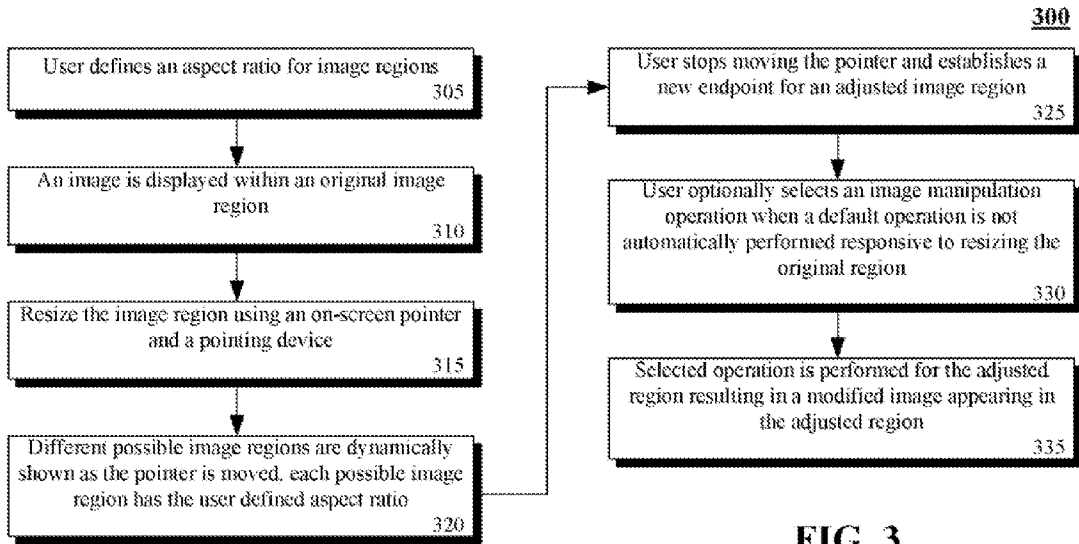 300
User defines an aspect ratio for image regions
305
An image is displayed within an original image
region
310
Resize the image region using an on-screen pointer
and a pointing device
315
Different possible image regions are dynamically
shown as the pointer is moved, each possible image
region has the user defined aspect ratio
320
User stops moving the pointer and establishes a
new endpoint for an adjusted image region
325
User optionally selects an image manipulation
operation when a default operation is not
automatically performed responsive to resizing the
original region
330
Selected operation is performed for the adjusted
region resulting in a modified image appearing in
the adjusted region
335
FIG. 3